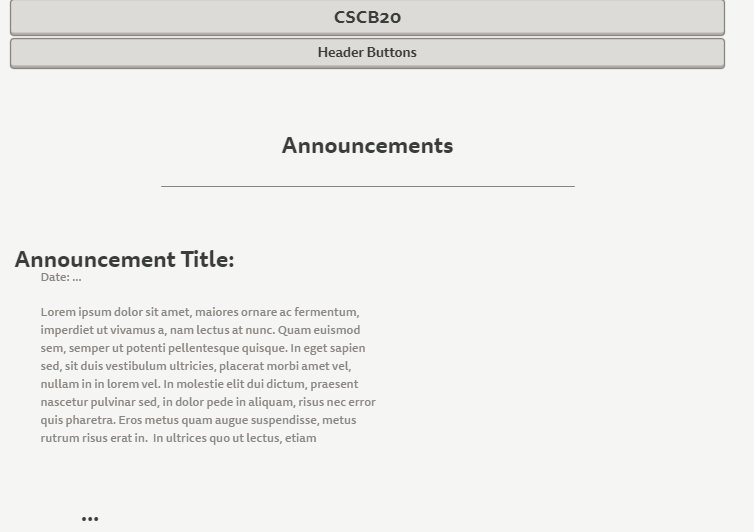 CSCB20
Header Buttons
Announcements
Announcement Title:
Date: ...
Lorem ipsum dolor sit amet, maiores ornare ac fermentum,
imperdiet ut vivamus a, nam lectus at nunc. Quam euismod
sem, semper ut potenti pellentesque quisque. In eget sapien
sed, sit duis vestibulum ultricies, placerat morbi amet vel,
nullam in in lorem vel. In molestie elit dui dictum, praesent
nascetur pulvinar sed, in dolor pede in aliquam, risus nec error
quis pharetra. Eros metus quam augue suspendisse, metus
rutrum risus erat in.  In ultrices quo ut lectus, etiam
...